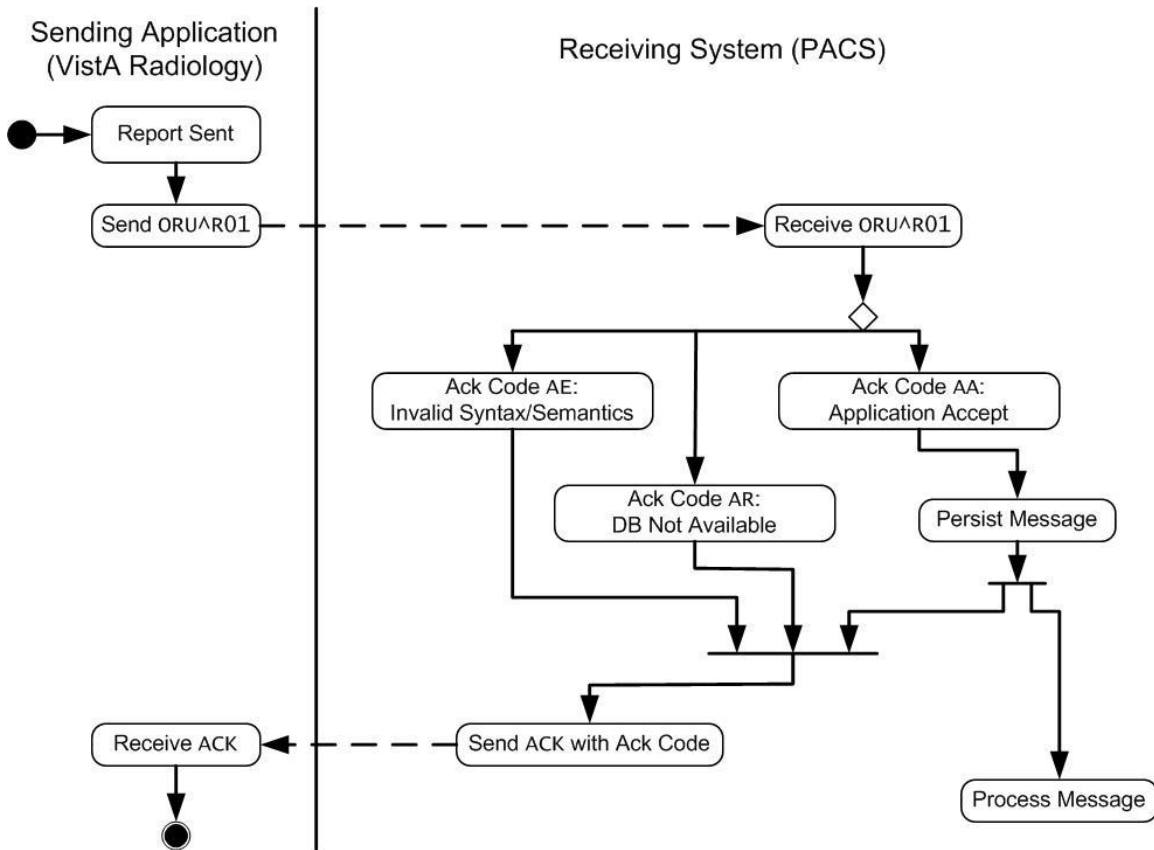 Sending Application
(VistA Radiology)
Receiving System (PACS)
Report Sent
Send ORU^R01
Receive ORU^R01
Ack Code AE:
Invalid Syntax/Semantics
Ack Code AA:
Application Accept
Ack Code AR:
DB Not Available
Persist Message
Receive ACK
Send ACK with Ack Code
Process Message